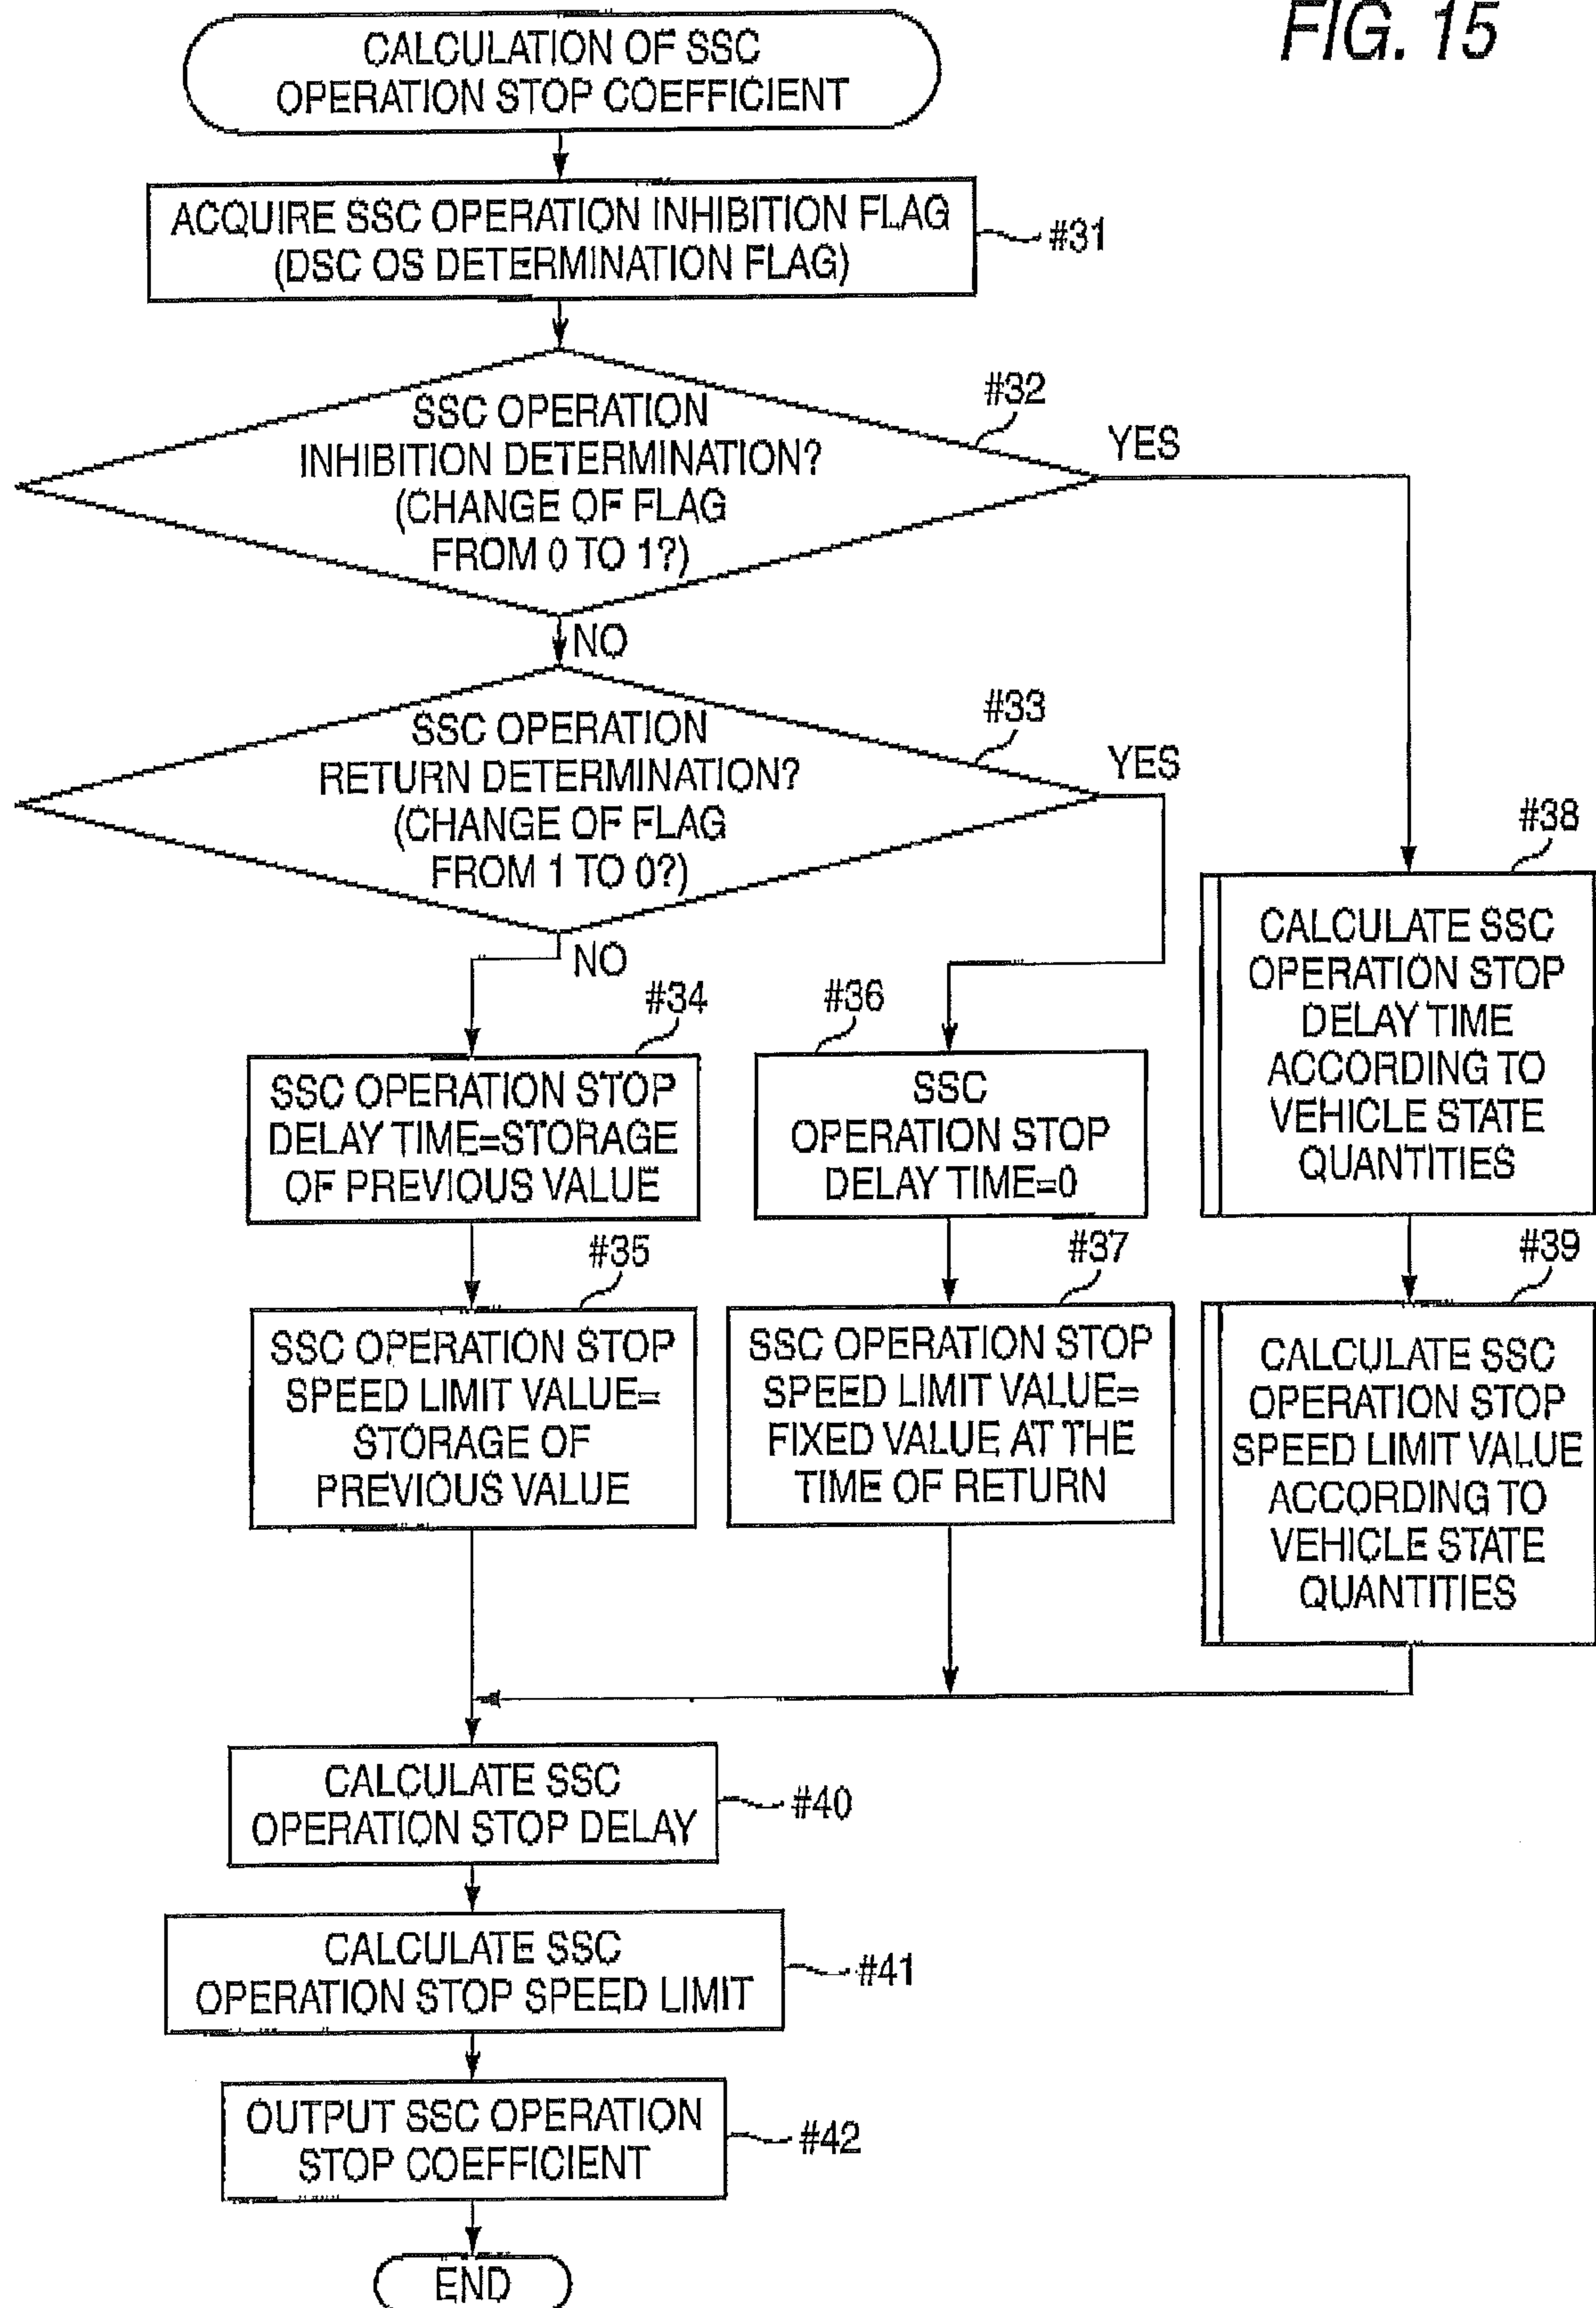 FIG. 15
CALCULATION OF SSC
OPERATION STOP COEFFICIENT
ACQUIRE SSC OPERATION INHIBITION FLAG
(DSC OS DETERMINATION FLAG)
#31
#32
SSC OPERATION
INHIBITION DETERMINATION?
(CHANGE OF FLAG
FROM 0 TO 1?)
YES
NO
#33
SSC OPERATION
RETURN DETERMINATION?
(CHANGE OF FLAG
FROM 1 TO 0?)
YES
NO
#34
SSC OPERATION STOP
DELAY TIME=STORAGE
OF PREVIOUS VALUE
#35
SSC OPERATION STOP
SPEED LIMIT VALUE=
STORAGE OF
PREVIOUS VALUE
#36
SSC
OPERATION STOP
DELAY TIME=0
#37
SSC OPERATION STOP
SPEED LIMIT VALUE=
FIXED VALUE AT THE
TIME OF RETURN
#38
CALCULATE SSC
OPERATION STOP
DELAY TIME
ACCORDING TO
VEHICLE STATE
QUANTITIES
#39
CALCULATE SSC
OPERATION STOP
SPEED LIMIT VALUE
ACCORDING TO
VEHICLE STATE
QUANTITIES
CALCULATE SSC
OPERATION STOP DELAY
#40
CALCULATE SSC
OPERATION STOP SPEED LIMIT
#41
OUTPUT SSC OPERATION
STOP COEFFICIENT
#42
END